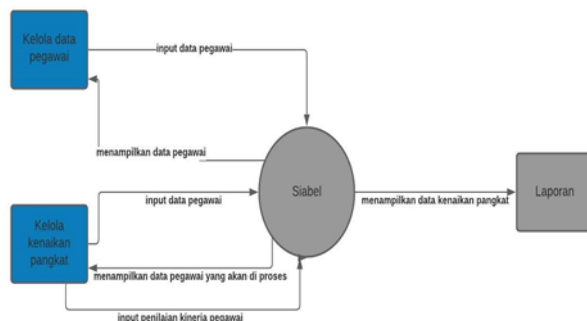 Kelola data
pegawai
input data pegawai
menampilkan data pegawai
input data pegawai
Siabel
menampilkan data kenaikan pangkat
Laporan
Kelola
kenaikan
pangkat
menampilkan data pegawai yang akan di proses
input penilaian kinerja pegawai